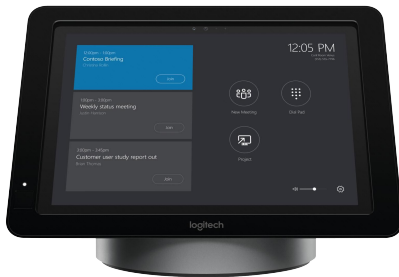 12:05 PM
Contoso Briefing
Join
Weekly status meeting
Join
Customer user study report out
Join
New Meeting
Dial Pad
Project
logitech